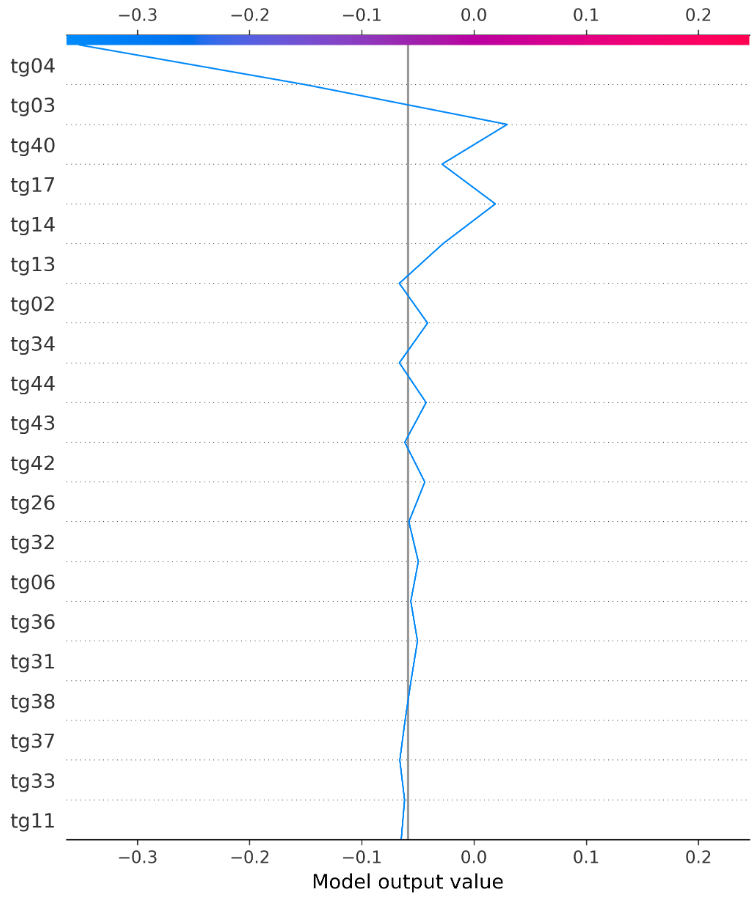 −0.3 −0.2 −0.1 0.0 0.1 0.2
tg04
tg03
tg40
tg17
tg14
tg13
tg02
tg34
tg44
tg43
tg42
tg26
tg32
tg06
tg36
tg31
tg38
tg37
tg33
tg11
−0.3 −0.2 −0.1 0.0 0.1 0.2
Model output value